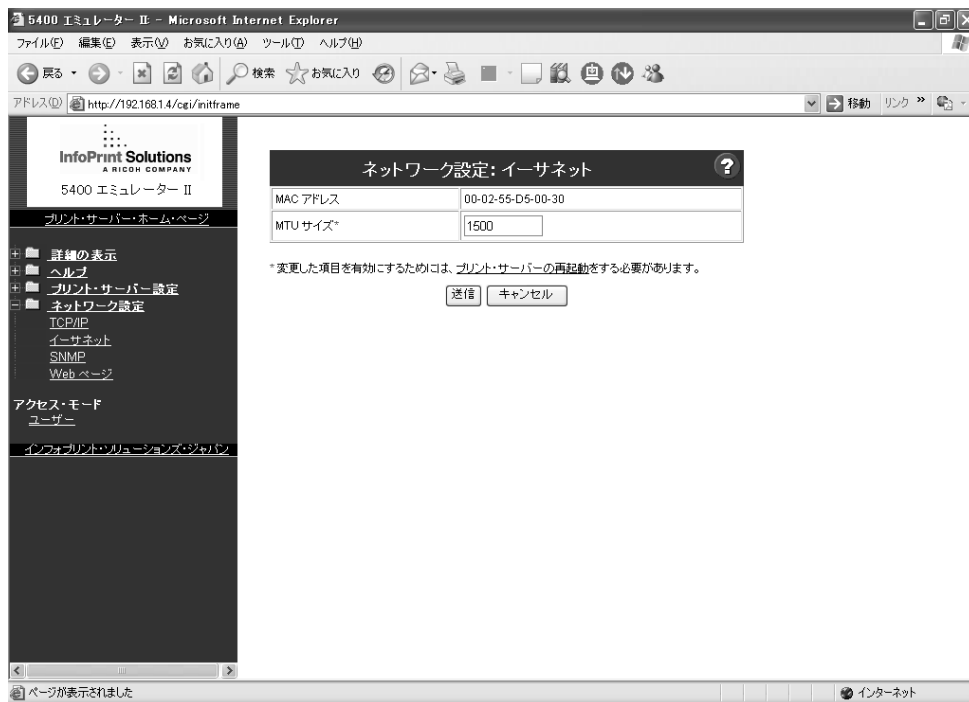 5400 エミュレーター II: - Microsoft Internet Explorer
ファイル(F) 編集(E) 表示(V) お気に入り(A) ツール(T) ヘルプ(H)
戻る 検索 お気に入り
アドレス(D) http://192.168.1.4/cgi/initframe 移動 リンク »
InfoPrint Solutions
A RICOH COMPANY
5400 エミュレーター II
プリント・サーバー・ホーム・ページ
詳細の表示
ヘルプ
プリント・サーバー設定
ネットワーク設定
TCP/IP
イーサネット
SNMP
Web ページ
アクセス・モード
ユーザー
インフォプリント・ソリューションズ・ジャパン
ネットワーク設定: イーサネット ?
MAC アドレス 00-02-55-D5-00-30
MTU サイズ* 1500
*変更した項目を有効にするためには、プリント・サーバーの再起動をする必要があります。
送信 キャンセル
ページが表示されました インターネット